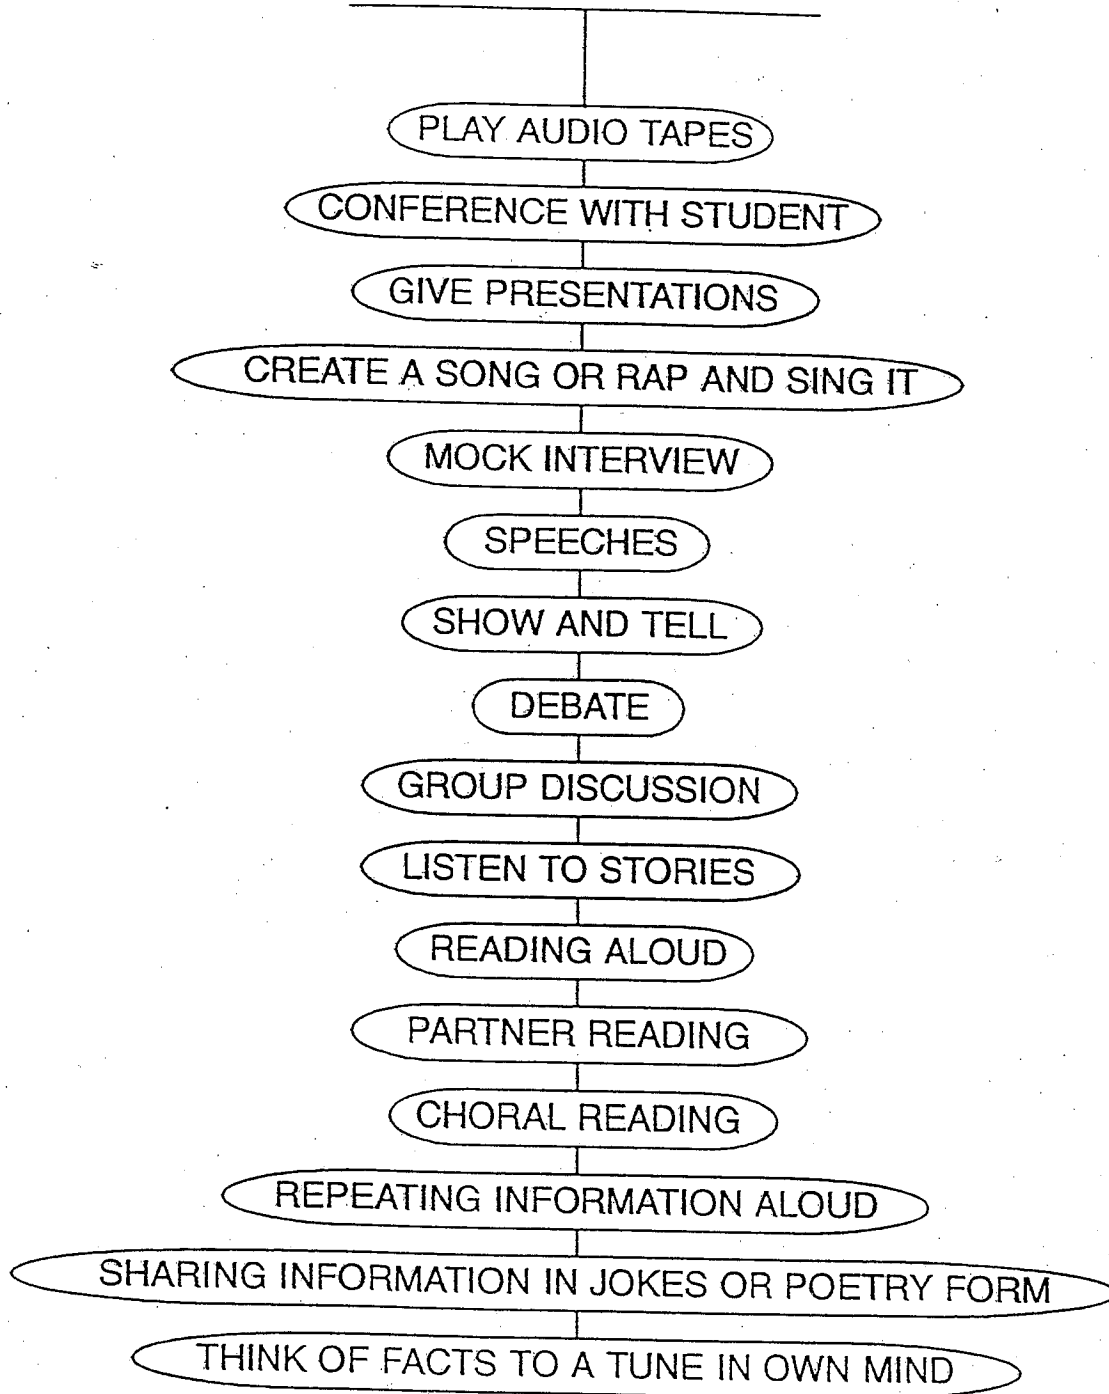 PLAY AUDIO TAPES
CONFERENCE WITH STUDENT
GIVE PRESENTATIONS
CREATE A SONG OR RAP AND SING IT
MOCK INTERVIEW
SPEECHES
SHOW AND TELL
DEBATE
GROUP DISCUSSION
LISTEN TO STORIES
READING ALOUD
PARTNER READING
CHORAL READING
REPEATING INFORMATION ALOUD
SHARING INFORMATION IN JOKES OR POETRY FORM
THINK OF FACTS TO A TUNE IN OWN MIND